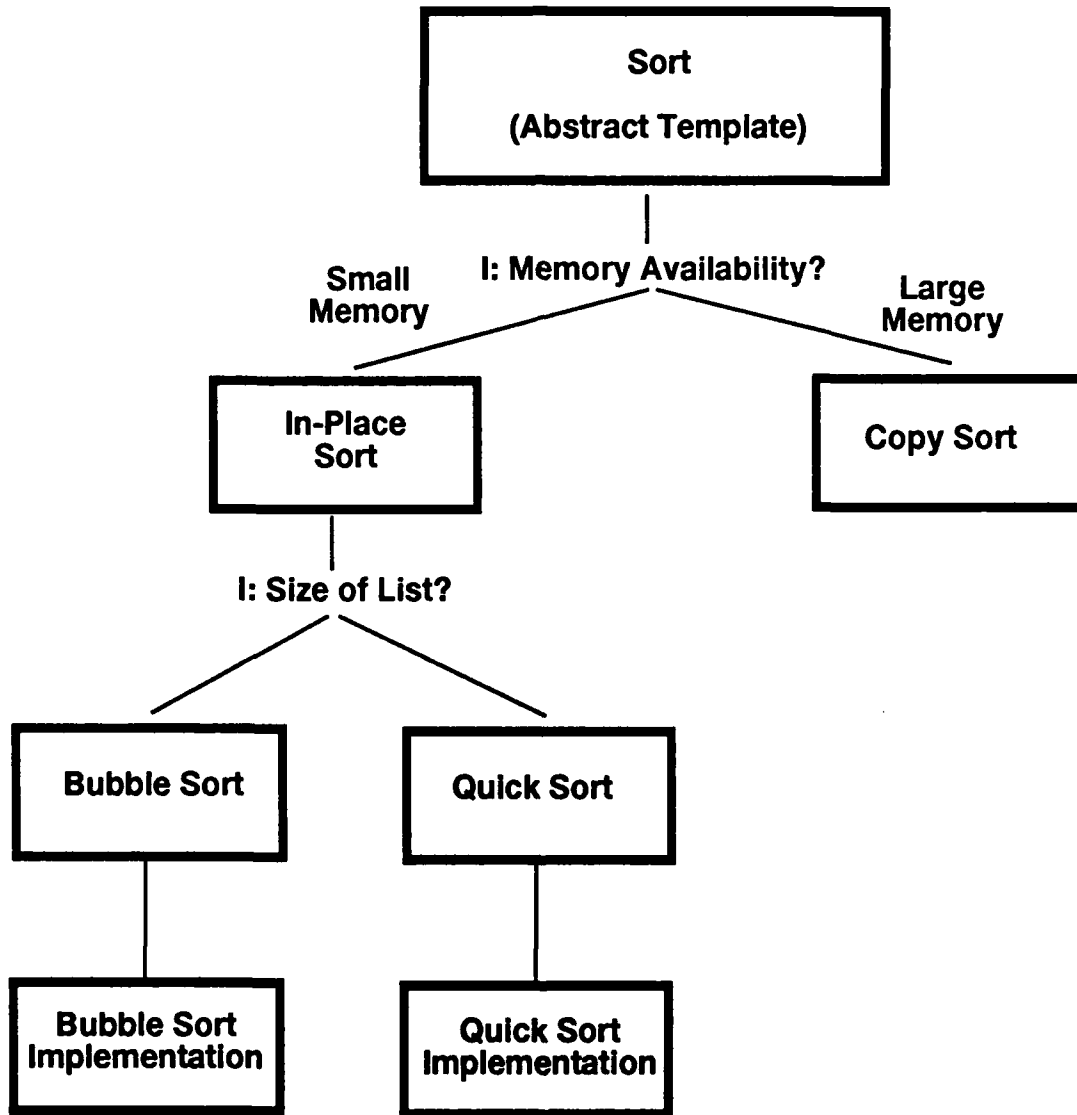 Sort
(Abstract Template)
I: Memory Availability?
Small
Memory
Large
Memory
In-Place
Sort
Copy Sort
I: Size of List?
Bubble Sort
Quick Sort
Bubble Sort
Implementation
Quick Sort
Implementation